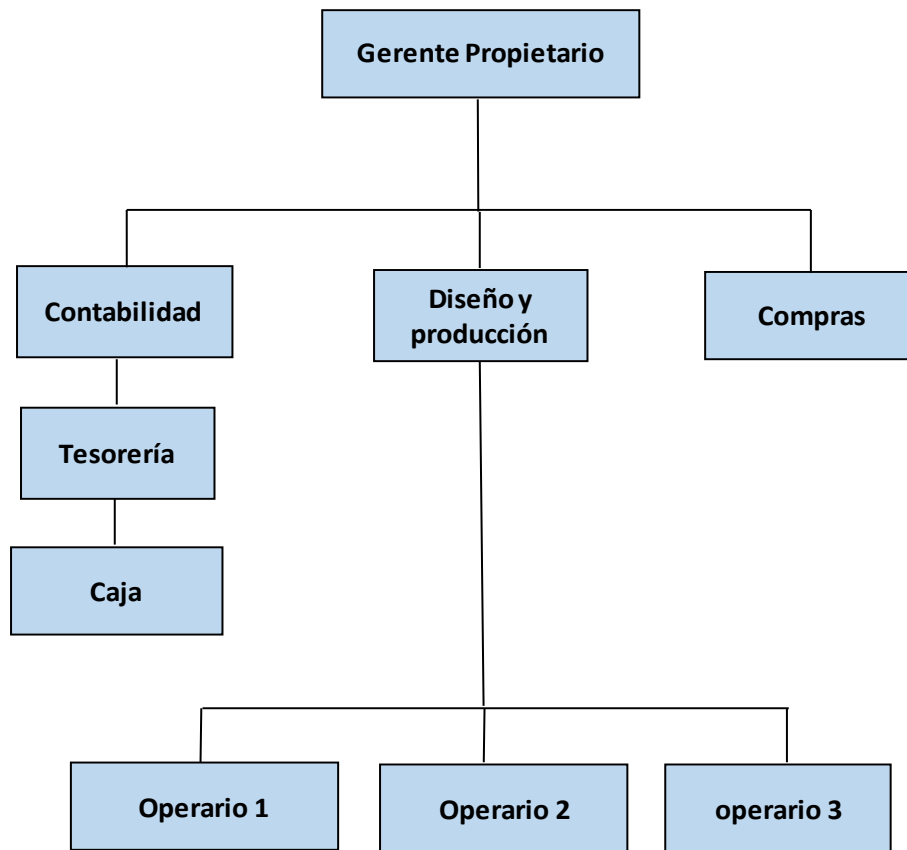 Gerente Propietario
Contabilidad
Diseño y
producción
Compras
Tesorería
Caja
Operario 1
Operario 2
operario 3